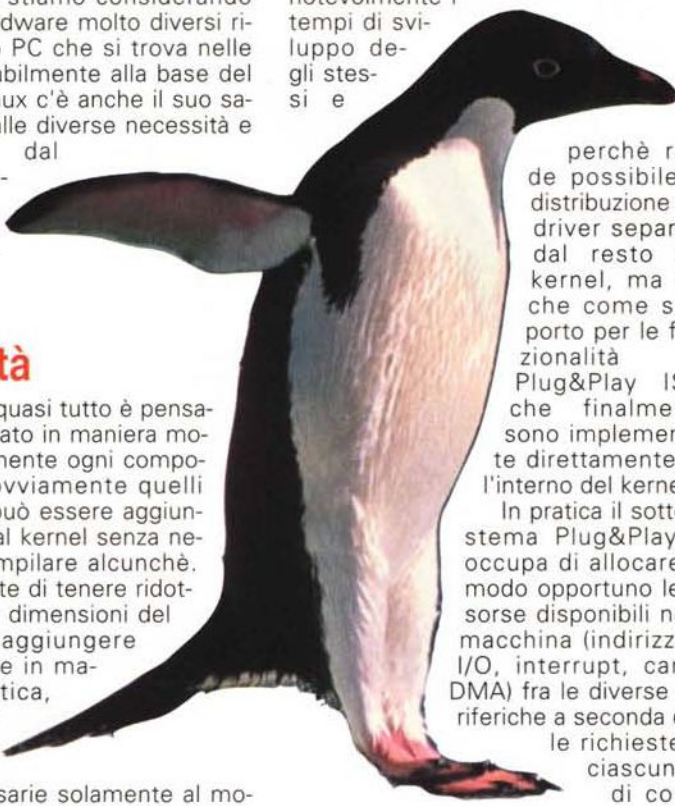 stiamo considerando
dware molto diversi ri-
PC che si trova nelle
abilmente alla base del
ux c'è anche il suo sa-
alle diverse necessità e
dal
-
tà
quasi tutto è pensa-
ato in maniera mo-
mente ogni compo-
ovviamente quelli
può essere aggiun-
al kernel senza ne-
mpilare alcunchè.
te di tenere ridot-
dimensioni del
aggiungere
e in ma-
tica,
sarie solamente al mo-
notevolmente i
tempi di svi-
luppo de-
gli stes-
si e
perchè r
de possibile
distribuzione
driver separ
dal resto
kernel, ma
che come s
porto per le f
zionalità
Plug&Play IS
che finalme
sono implemen
te direttamente
l'interno del kerne
In pratica il sotto
stema Plug&Play
occupa di allocare
modo opportuno le
sorse disponibili ne
macchina (indirizz
I/O, interrupt, can
DMA) fra le diverse
riferiche a seconda d
le richieste
ciascun
di co